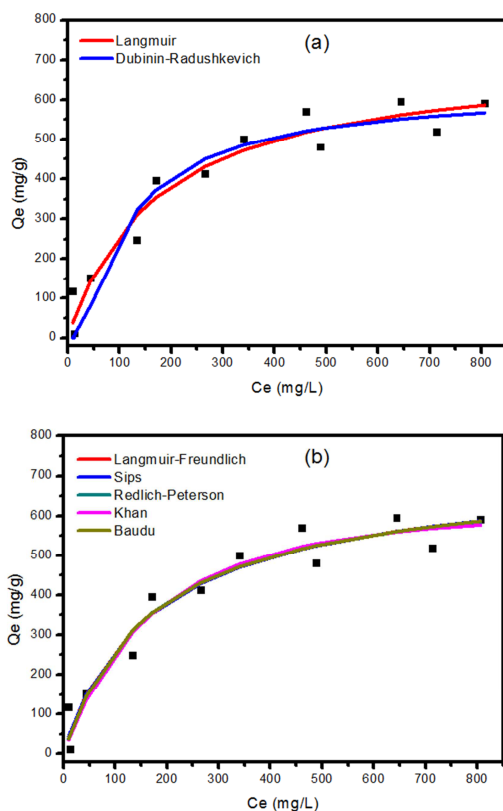 (a)
Langmuir
Dubinin-Radushkevich
800
700
600
500
400
300
200
100
0
Qe (mg/g)
0 100 200 300 400 500 600 700 800
Ce (mg/L)
(b)
Langmuir-Freundlich
Sips
Redlich-Peterson
Khan
Baudu
800
700
600
500
400
300
200
100
0
Qe (mg/g)
0 100 200 300 400 500 600 700 800
Ce (mg/L)